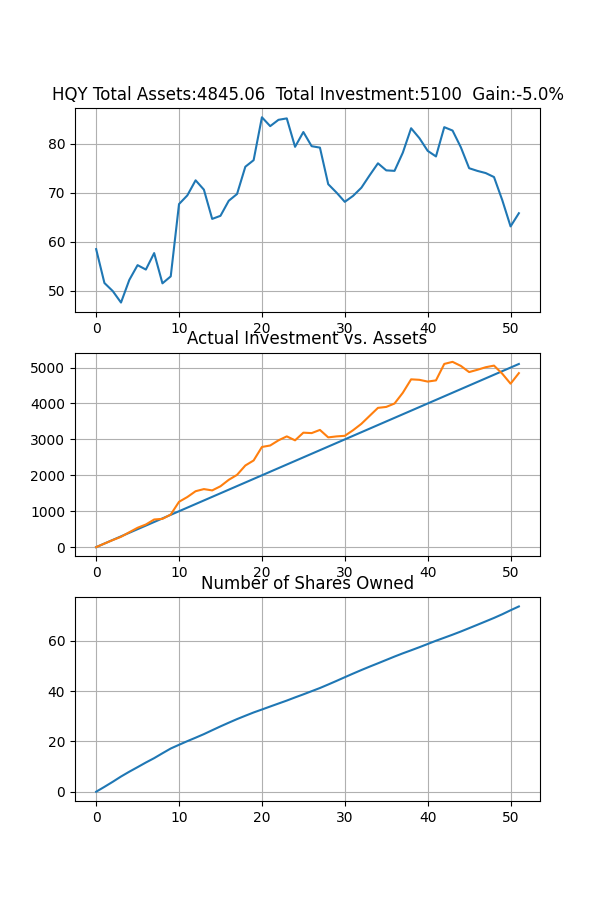 HQY Total Assets:4845.06  Total Investment:5100  Gain:-5.0%
80
70
60
50
0 10 20 30 40 50
Actual Investment vs. Assets
5000
4000
3000
2000
1000
0
0 10 20 30 40 50
Number of Shares Owned
60
40
20
0
0 10 20 30 40 50